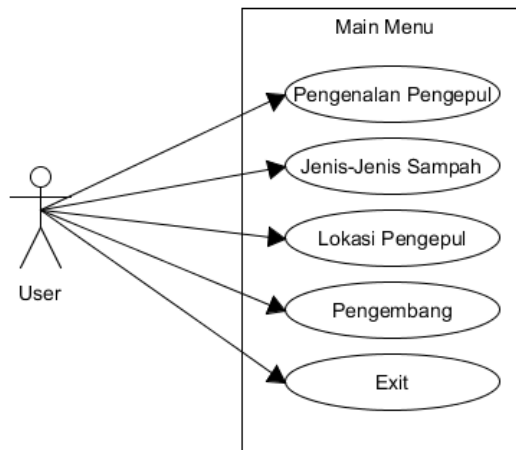 Main Menu
Pengenalan Pengepul
Jenis-Jenis Sampah
Lokasi Pengepul
User
Pengembang
Exit